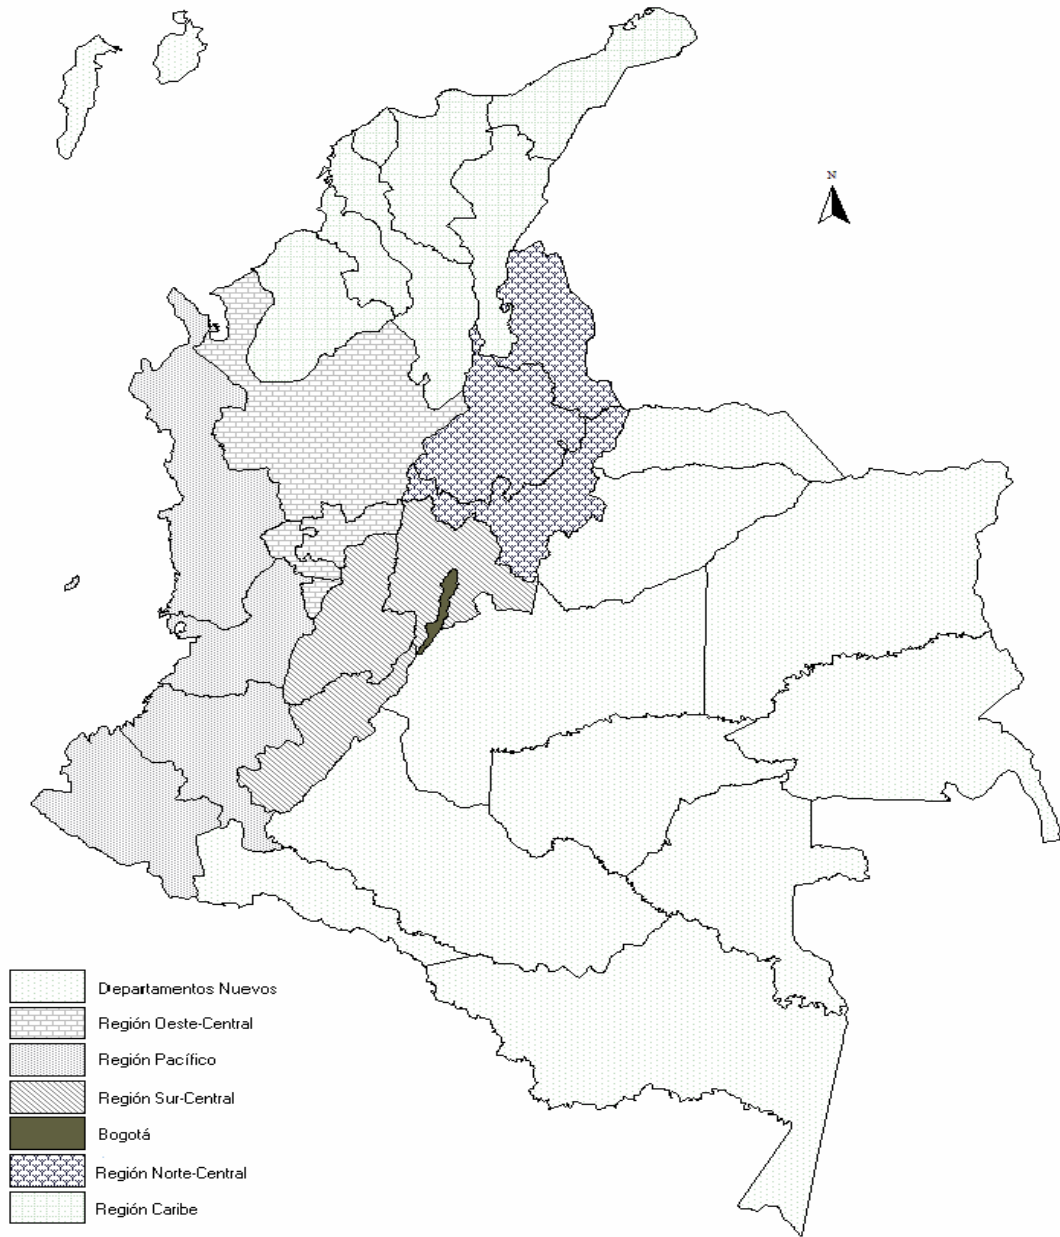 N
Departamentos Nuevos
Región Oeste-Central
Región Pacífico
Región Sur-Central
Bogotá
Región Norte-Central
Región Caribe